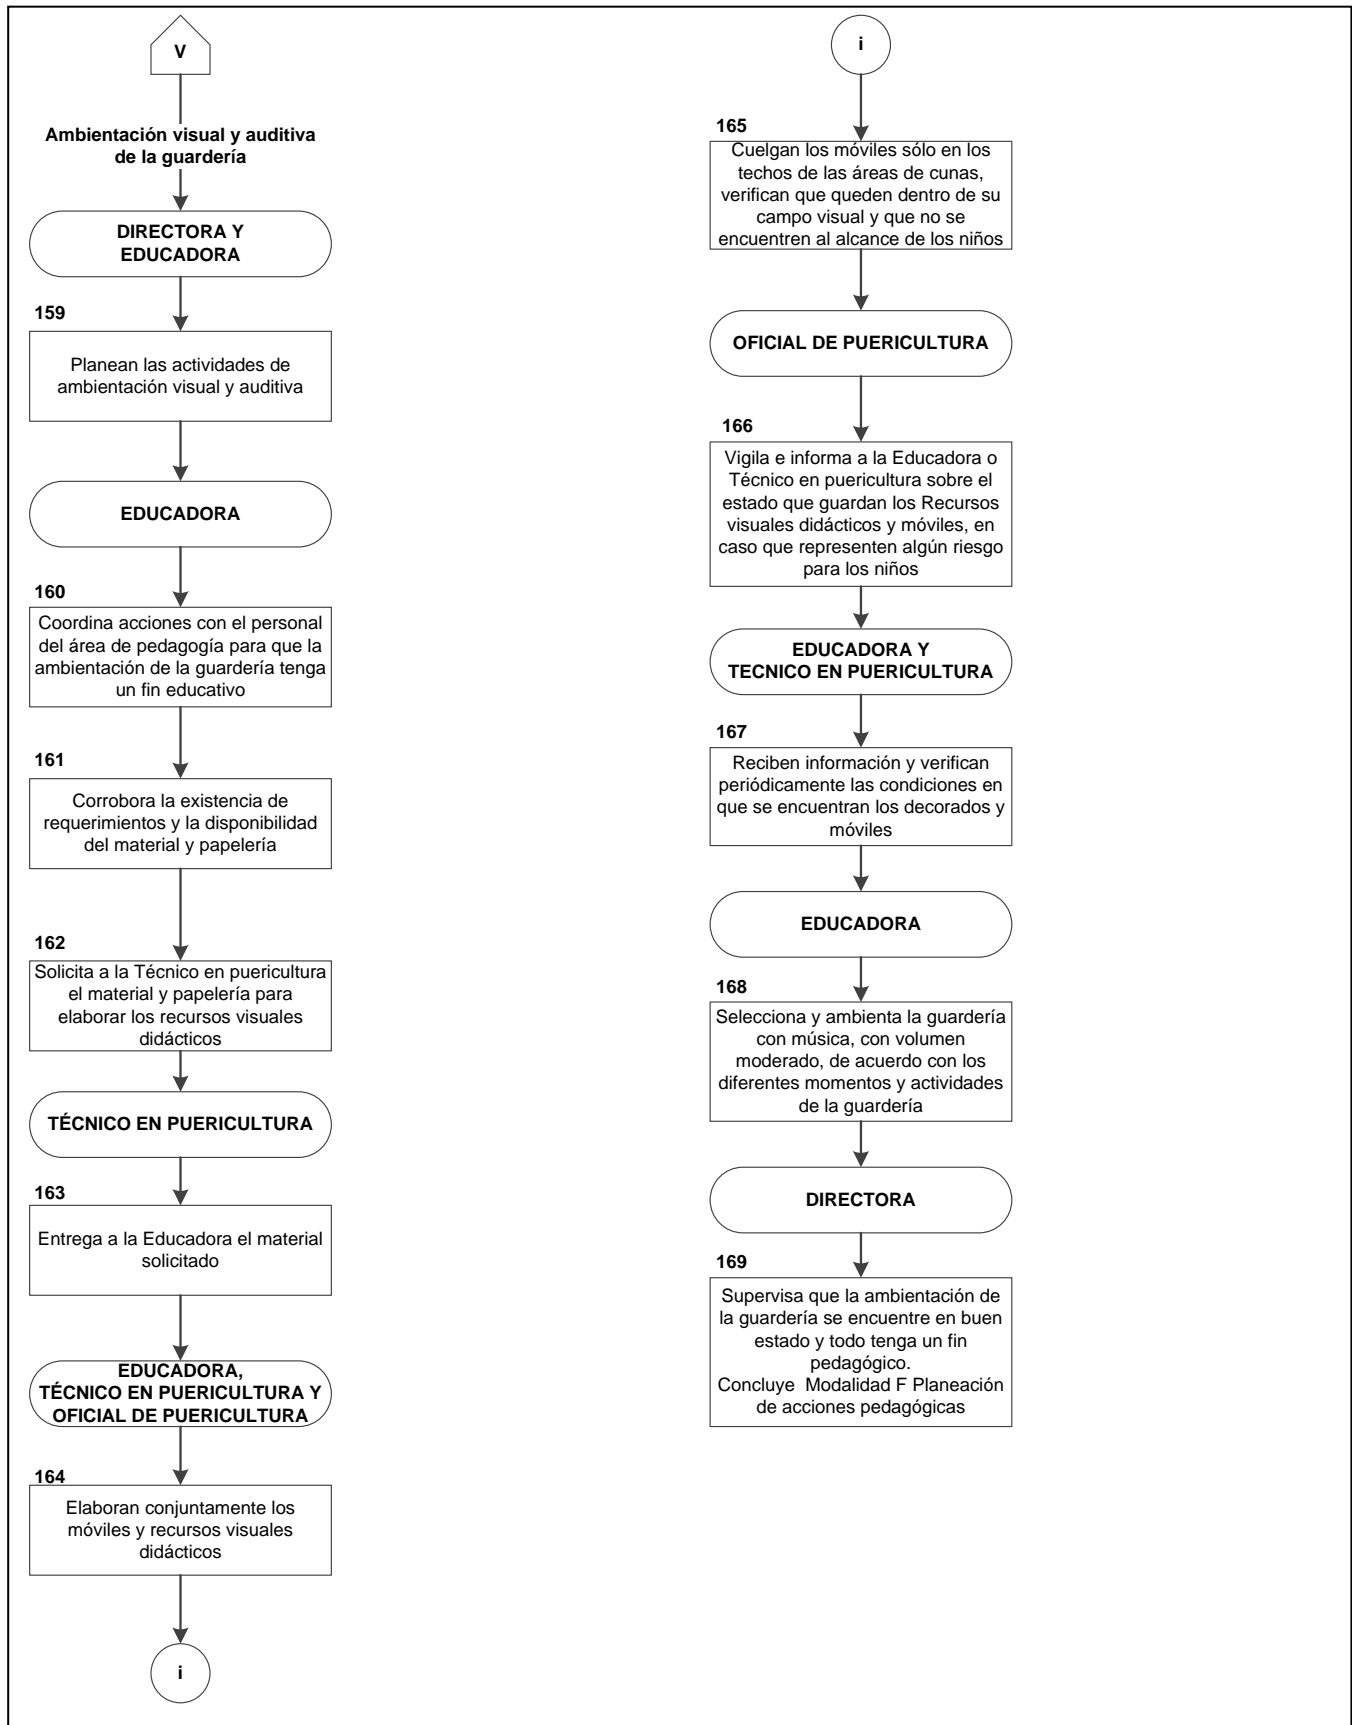 V
Ambientación visual y auditiva
de la guardería
DIRECTORA Y
EDUCADORA
159
Planean las actividades de
ambientación visual y auditiva
EDUCADORA
160
Coordina acciones con el personal
del área de pedagogía para que la
ambientación de la guardería tenga
un fin educativo
161
Corrobora la existencia de
requerimientos y la disponibilidad
del material y papelería
162
Solicita a la Técnico en puericultura
el material y papelería para
elaborar los recursos visuales
didácticos
TÉCNICO EN PUERICULTURA
163
Entrega a la Educadora el material
solicitado
EDUCADORA,
TÉCNICO EN PUERICULTURA Y
OFICIAL DE PUERICULTURA
164
Elaboran conjuntamente los
móviles y recursos visuales
didácticos
i
i
165
Cuelgan los móviles sólo en los
techos de las áreas de cunas,
verifican que queden dentro de su
campo visual y que no se
encuentren al alcance de los niños
OFICIAL DE PUERICULTURA
166
Vigila e informa a la Educadora o
Técnico en puericultura sobre el
estado que guardan los Recursos
visuales didácticos y móviles, en
caso que representen algún riesgo
para los niños
EDUCADORA Y
TECNICO EN PUERICULTURA
167
Reciben información y verifican
periódicamente las condiciones en
que se encuentran los decorados y
móviles
EDUCADORA
168
Selecciona y ambienta la guardería
con música, con volumen
moderado, de acuerdo con los
diferentes momentos y actividades
de la guardería
DIRECTORA
169
Supervisa que la ambientación de
la guardería se encuentre en buen
estado y todo tenga un fin
pedagógico.
Concluye  Modalidad F Planeación
de acciones pedagógicas